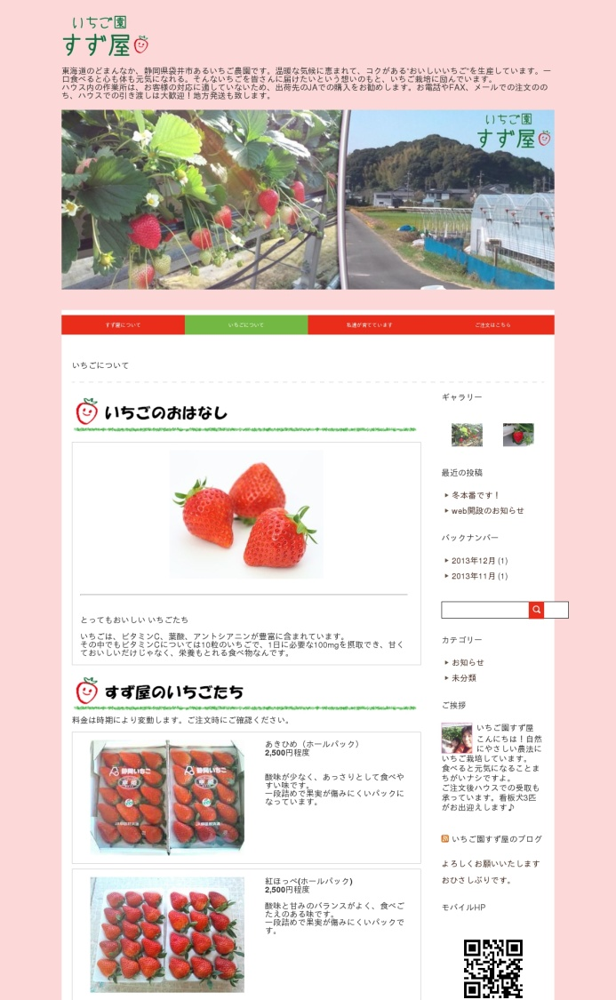 いちご園
すず屋
東海道のどまんなか、静岡県袋井市あるいちご農園です。温暖な気候に恵まれて、コクがある“おいしいいちご”を生産しています。一
口食べると心も体も元気になれる。そんないちごを皆さんに届けたいという想いのもと、いちご栽培に励んでいます。
ハウス内の作業所は、お客様の対応に適していないため、出荷先のJAでの購入をお勧めします。お電話やFAX、メールでの注文のの
ち、ハウスでの引き渡しは大歓迎！地方発送も致します。
いちご園
すず屋
すず屋について
いちごについて
私達が育てています
ご注文はこちら
いちごについて
いちごのおはなし
とってもおいしい いちごたち
いちごは、ビタミンC、葉酸、アントシアニンが豊富に含まれています。
その中でもビタミンCについては10粒のいちごで、1日に必要な100mgを摂取でき、甘く
ておいしいだけじゃなく、栄養もとれる食べ物なんです。
すず屋のいちごたち
料金は時期により変動します。ご注文時にご確認ください。
静岡いちご
静岡いちご
あきひめ（ホールパック）
2,500円程度
酸味が少なく、あっさりとして食べや
すい味です。
一段詰めで果実が傷みにくいパックに
なっています。
紅ほっぺ(ホールパック)
2,500円程度
酸味と甘みのバランスがよく、食べご
たえのある味です。
一段詰めで果実が傷みにくいパックで
す。
ギャラリー
最近の投稿
冬本番です！
web開設のお知らせ
バックナンバー
2013年12月 (1)
2013年11月 (1)
カテゴリー
お知らせ
未分類
ご挨拶
いちご園すず屋
こんにちは！自然
にやさしい農法に
いちご栽培しています。
食べると元気になることま
ちがいナシですよ。
ご注文後ハウスでの受取も
承っています。看板犬3匹
がお出迎えします♪
いちご園すず屋のブログ
よろしくお願いいたします
おひさしぶりです。
モバイルHP